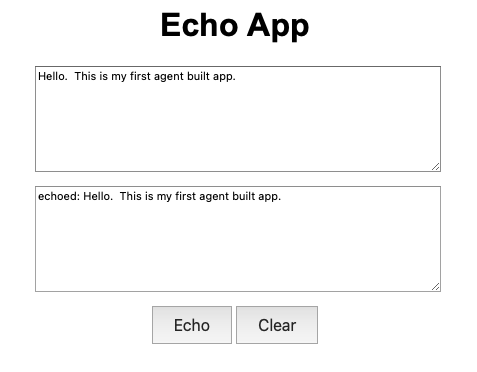 Echo App
Hello.  This is my first agent built app.
echoed: Hello.  This is my first agent built app.
Echo Clear